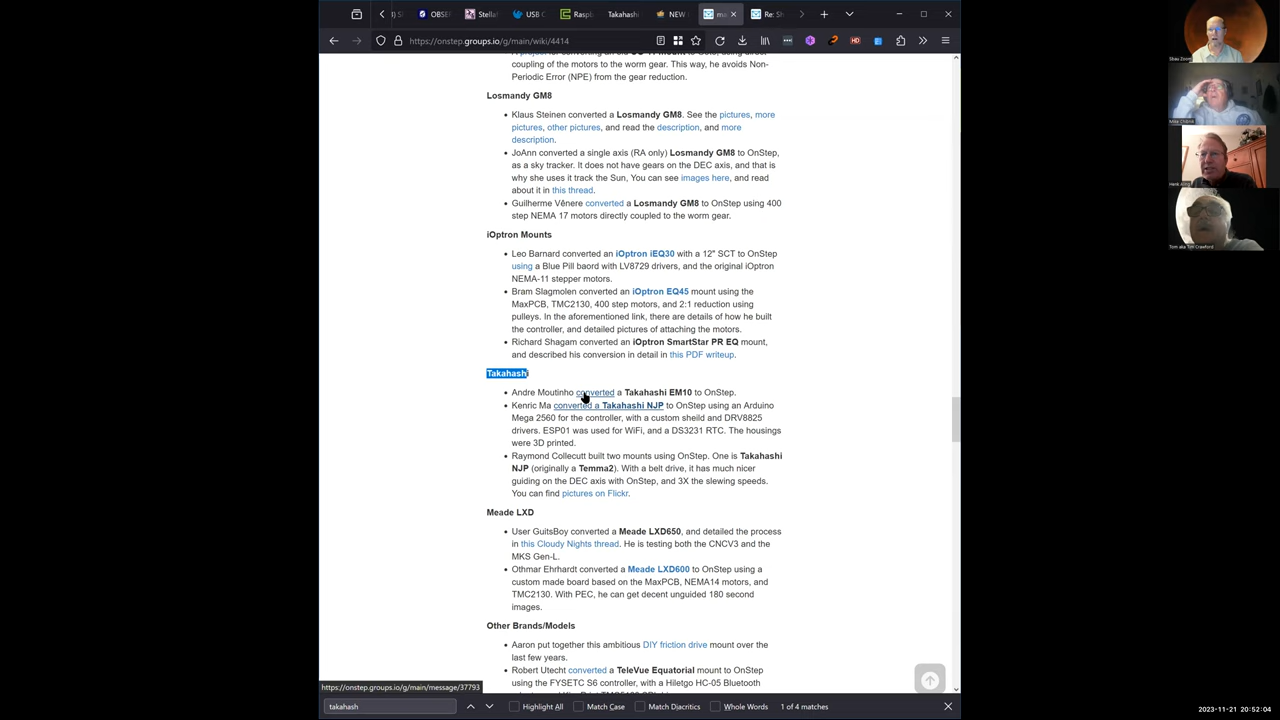 OBSE
Stella
USB C
Raspb
Takahashi
NEW
ma
Re: Sh
https://onstep.groups.io/g/main/wiki/4414
coupling of the motors to the worm gear. This way, he avoids Non-
Periodic Error (NPE) from the gear reduction.
Losmandy GM8
Klaus Steinen converted a Losmandy GM8. See the pictures, more
pictures, other pictures, and read the description, and more
description.
JoAnn converted a single axis (RA only) Losmandy GM8 to OnStep,
as a sky tracker. It does not have gears on the DEC axis, and that is
why she uses it track the Sun, You can see images here, and read
about it in this thread.
Guilherme Vênere converted a Losmandy GM8 to OnStep using 400
step NEMA 17 motors directly coupled to the worm gear.
iOptron Mounts
Leo Barnard converted an iOptron iEQ30 with a 12" SCT to OnStep
using a Blue Pill baord with LV8729 drivers, and the original iOptron
NEMA-11 stepper motors.
Bram Slagmolen converted an iOptron EQ45 mount using the
MaxPCB, TMC2130, 400 step motors, and 2:1 reduction using
pulleys. In the aforementioned link, there are details of how he built
the controller, and detailed pictures of attaching the motors.
Richard Shagam converted an iOptron SmartStar PR EQ mount,
and described his conversion in detail in this PDF writeup.
Takahashi
Andre Moutinho converted a Takahashi EM10 to OnStep.
Kenric Ma converted a Takahashi NJP to OnStep using an Arduino
Mega 2560 for the controller, with a custom sheild and DRV8825
drivers. ESP01 was used for WiFi, and a DS3231 RTC. The housings
were 3D printed.
Raymond Collecutt built two mounts using OnStep. One is Takahashi
NJP (originally a Temma2). With a belt drive, it has much nicer
guiding on the DEC axis with OnStep, and 3X the slewing speeds.
You can find pictures on Flickr.
Meade LXD
User GuitsBoy converted a Meade LXD650, and detailed the process
in this Cloudy Nights thread. He is testing both the CNCV3 and the
MKS Gen-L.
Othmar Ehrhardt converted a Meade LXD600 to OnStep using a
custom made board based on the MaxPCB, NEMA14 motors, and
TMC2130. With PEC, he can get decent unguided 180 second
images.
Other Brands/Models
Aaron put together this ambitious DIY friction drive mount over the
last few years.
Robert Utecht converted a TeleVue Equatorial mount to OnStep
using the FYSETC S6 controller, with a Hiletgo HC-05 Bluetooth
https://onstep.groups.io/g/main/message/37793
takahash
Highlight All
Match Case
Match Diacritics
Whole Words
1 of 4 matches
Sbau Zoom
Henk Aling
Tom aka Tim Crawford
2023-11-21 20:52:04